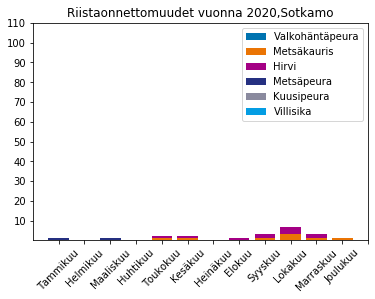 Riistaonnettomuudet vuonna 2020,Sotkamo
110
100
90
80
70
60
50
40
30
20
10
Valkohäntäpeura
Metsäkauris
Hirvi
Metsäpeura
Kuusipeura
Villisika
Tammikuu
Helmikuu
Maaliskuu
Huhtikuu
Toukokuu
Kesäkuu
Heinäkuu
Elokuu
Syyskuu
Lokakuu
Marraskuu
Joulukuu